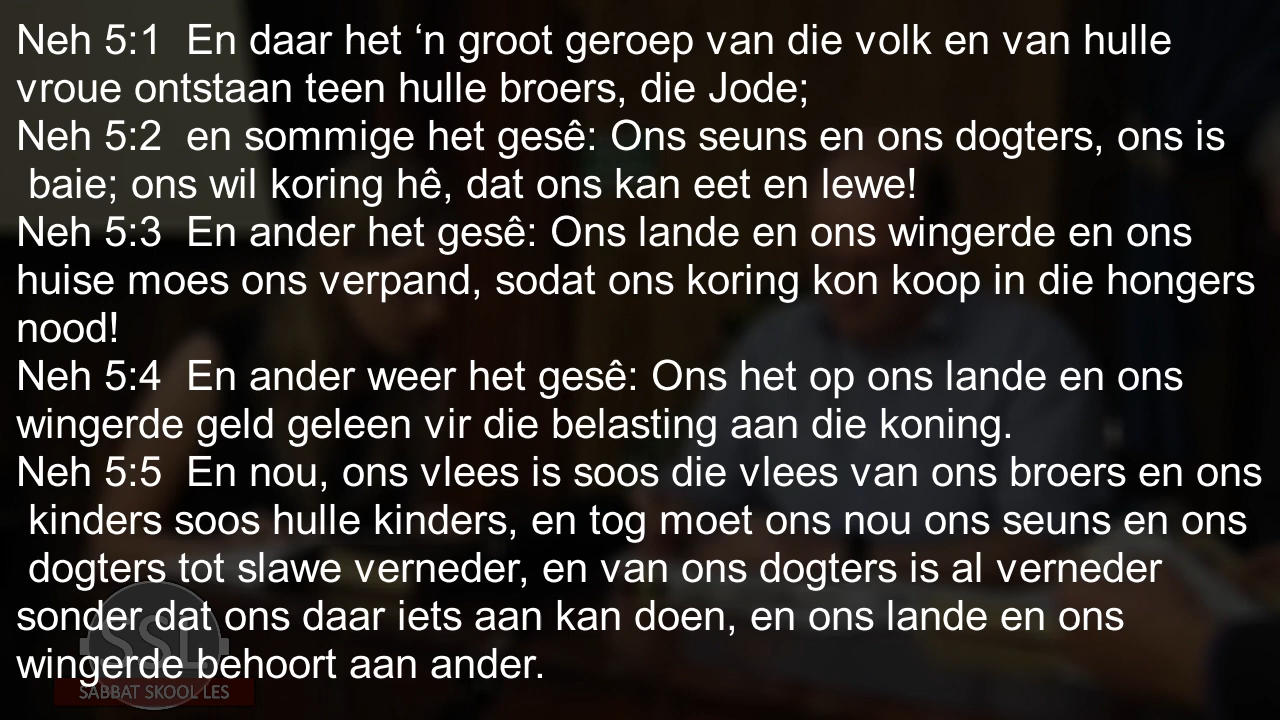 Neh 5:1  En daar het ‘n groot geroep van die volk en van hulle
vroue ontstaan teen hulle broers, die Jode;
Neh 5:2  en sommige het gesê: Ons seuns en ons dogters, ons is
baie; ons wil koring hê, dat ons kan eet en lewe!
Neh 5:3  En ander het gesê: Ons lande en ons wingerde en ons
huise moes ons verpand, sodat ons koring kon koop in die hongers
nood!
Neh 5:4  En ander weer het gesê: Ons het op ons lande en ons
wingerde geld geleen vir die belasting aan die koning.
Neh 5:5  En nou, ons vlees is soos die vlees van ons broers en ons
kinders soos hulle kinders, en tog moet ons nou ons seuns en ons
dogters tot slawe verneder, en van ons dogters is al verneder
sonder dat ons daar iets aan kan doen, en ons lande en ons
wingerde behoort aan ander.
SSL
SABBAT SKOOL LES